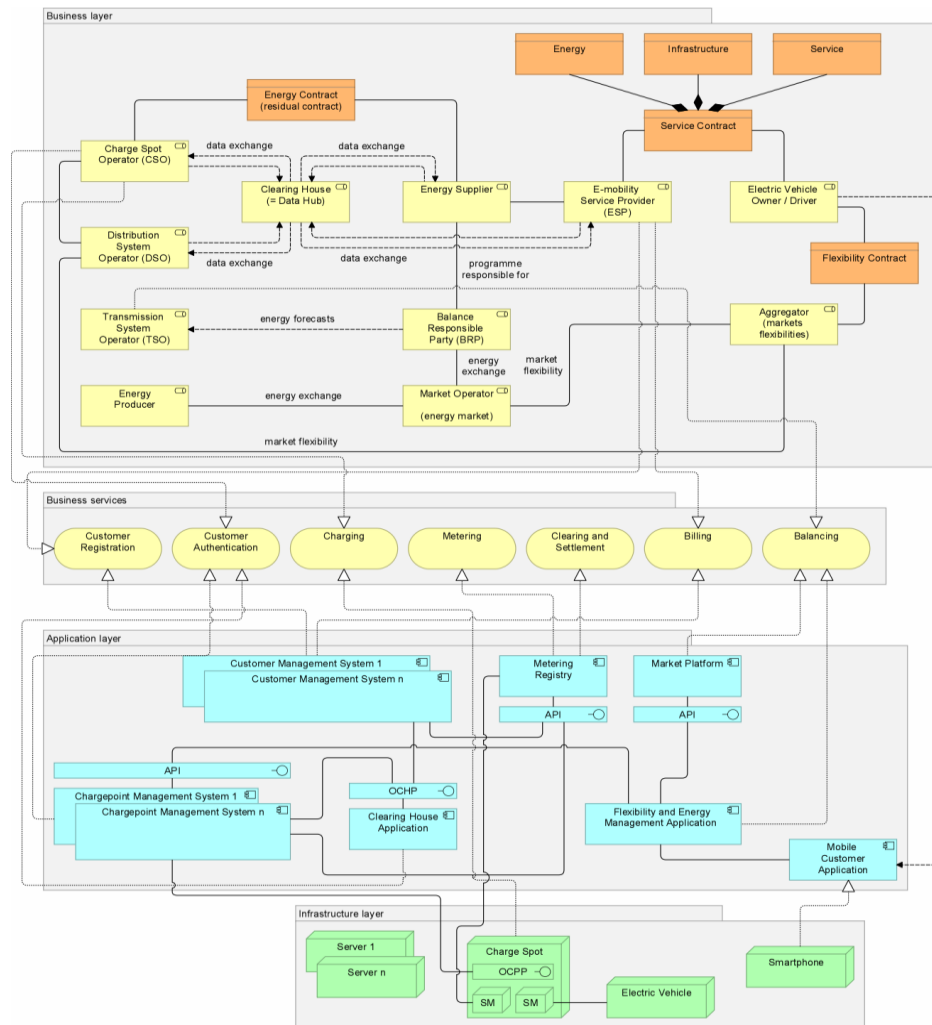 Business layer
Energy
Infrastructure
Service
Energy Contract
(residual contract)
Service Contract
Charge Spot
Operator (CSO)
data exchange
data exchange
Clearing House
(= Data Hub)
Energy Supplier
E-mobility
Service Provider
(ESP)
Electric Vehicle
Owner / Driver
Distribution
System
Operator (DSO)
data exchange
data exchange
programme
responsible for
Flexibility Contract
Transmission
System
Operator (TSO)
energy forecasts
Balance
Responsible
Party (BRP)
Aggregator
(markets
flexibilities)
energy
exchange
market
flexibility
Energy
Producer
energy exchange
Market Operator
(energy market)
market flexibility
Business services
Customer
Registration
Customer
Authentication
Charging
Metering
Clearing and
Settlement
Billing
Balancing
Application layer
Customer Management System 1
Customer Management System n
Metering
Registry
Market Platform
API
API
API
OCHP
Chargepoint Management System 1
Chargepoint Management System n
Clearing House
Application
Flexibility and Energy
Management Application
Mobile
Customer
Application
Infrastructure layer
Server 1
Server n
Charge Spot
OCPP
SM
SM
Electric Vehicle
Smartphone